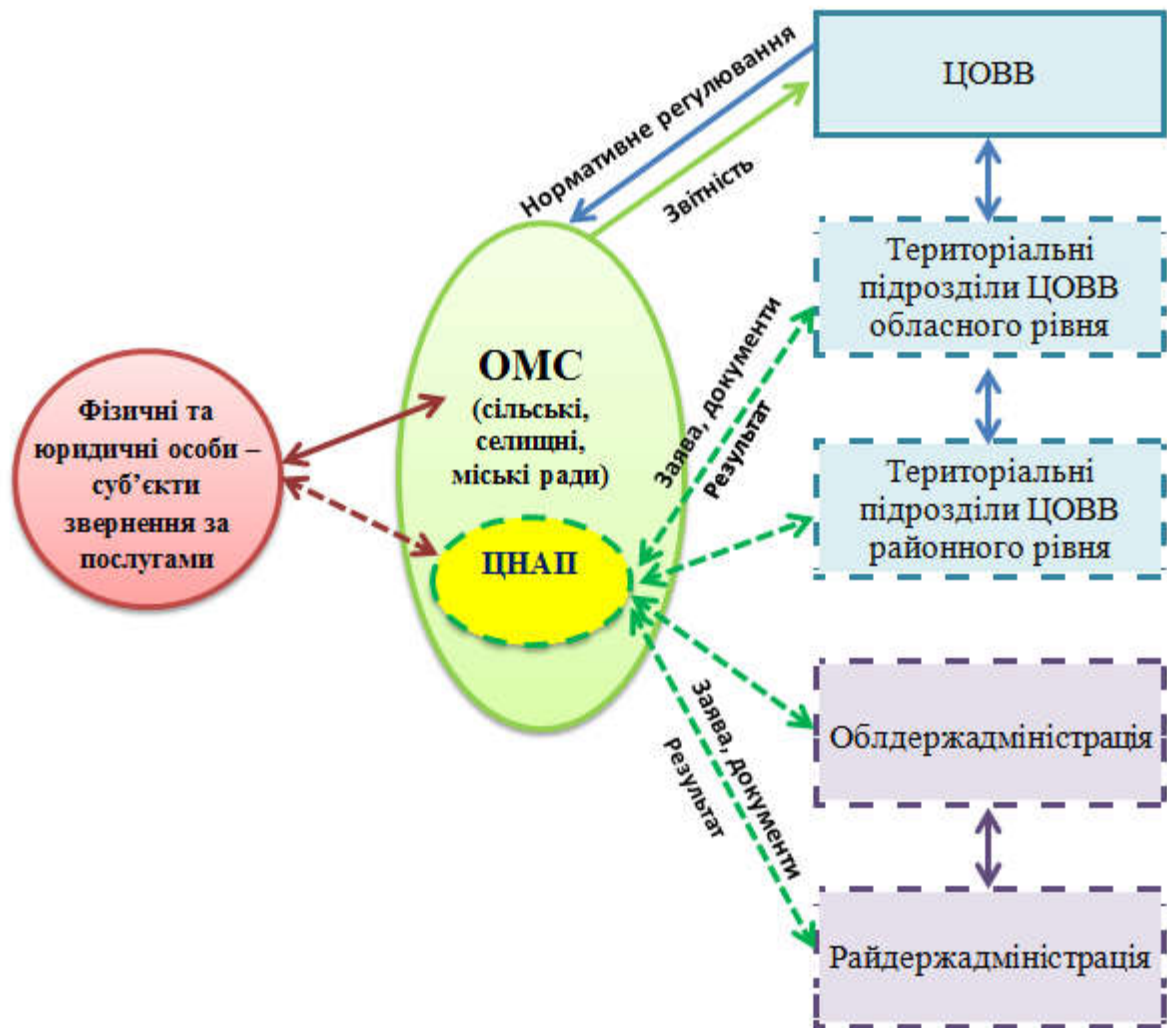 Нормативне регулювання
Звітність
ЦОВВ
Територіальні
підрозділи ЦОВВ
обласного рівня
ОМС
(сільські,
селищні,
міські ради)
Фізичні та
юридичні особи –
суб’єкти
звернення за
послугами
Заява, документи
Результат
Територіальні
підрозділи ЦОВВ
районного рівня
ЦНАП
Заява, документи
Результат
Облдержадміністрація
Райдержадміністрація